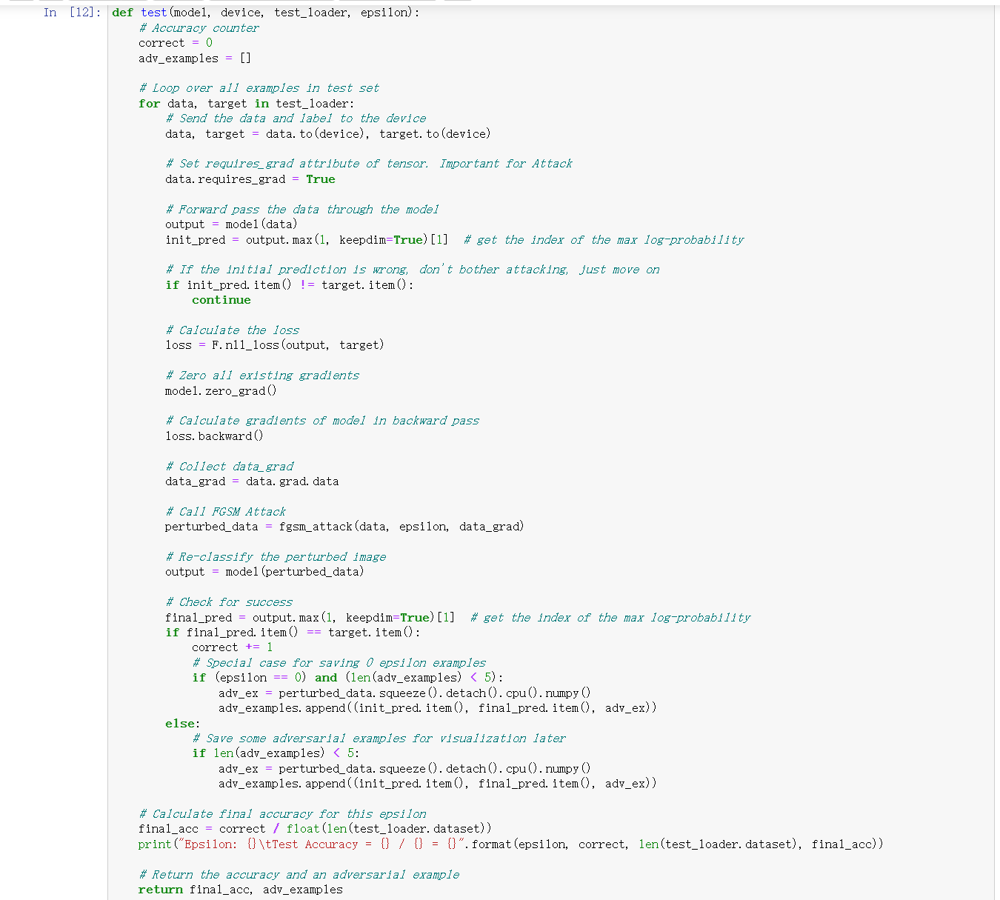 In [12]: def test(model, device, test_loader, epsilon):
# Accuracy counter
correct = 0
adv_examples = []
# Loop over all examples in test set
for data, target in test_loader:
# Send the data and label to the device
data, target = data.to(device), target.to(device)
# Set requires_grad attribute of tensor. Important for Attack
data.requires_grad = True
# Forward pass the data through the model
output = model(data)
init_pred = output.max(1, keepdim=True)[1]  # get the index of the max log-probability
# If the initial prediction is wrong, don't bother attacking, just move on
if init_pred.item() != target.item():
continue
# Calculate the loss
loss = F.nll_loss(output, target)
# Zero all existing gradients
model.zero_grad()
# Calculate gradients of model in backward pass
loss.backward()
# Collect data_grad
data_grad = data.grad.data
# Call FGSM Attack
perturbed_data = fgsm_attack(data, epsilon, data_grad)
# Re-classify the perturbed image
output = model(perturbed_data)
# Check for success
final_pred = output.max(1, keepdim=True)[1]  # get the index of the max log-probability
if final_pred.item() == target.item():
correct += 1
# Special case for saving 0 epsilon examples
if (epsilon == 0) and (len(adv_examples) < 5):
adv_ex = perturbed_data.squeeze().detach().cpu().numpy()
adv_examples.append((init_pred.item(), final_pred.item(), adv_ex))
else:
# Save some adversarial examples for visualization later
if len(adv_examples) < 5:
adv_ex = perturbed_data.squeeze().detach().cpu().numpy()
adv_examples.append((init_pred.item(), final_pred.item(), adv_ex))
# Calculate final accuracy for this epsilon
final_acc = correct / float(len(test_loader.dataset))
print("Epsilon: {}\tTest Accuracy = {} / {} = {}".format(epsilon, correct, len(test_loader.dataset), final_acc))
# Return the accuracy and an adversarial example
return final_acc, adv_examples